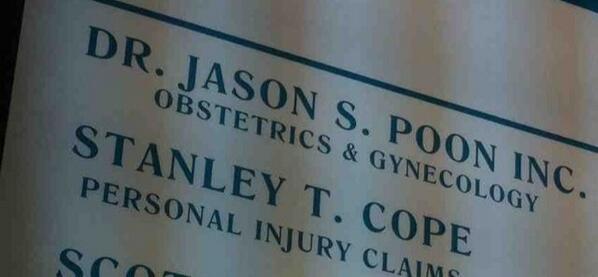 DR. JASON S. POON INC.
OBSTETRICS & GYNECOLOGY
STANLEY T. COPE
PERSONAL INJURY CLAIMS